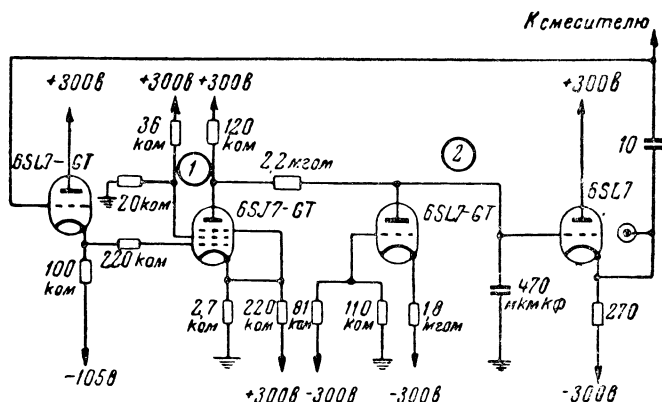 К смесителю
+300в
+300в +300в
+300в
36 ком
120 ком
10
6SL7-GT
1
2,2 мгом
2
6SL7
20 ком
6SJ7-GT
6SL7-GT
100 ком
220 ком
470 мкмкф
2,7 ком
220 ком
81 ком
110 ком
1,8 мгом
270
-105в
+300в -300в
-300в
-300в